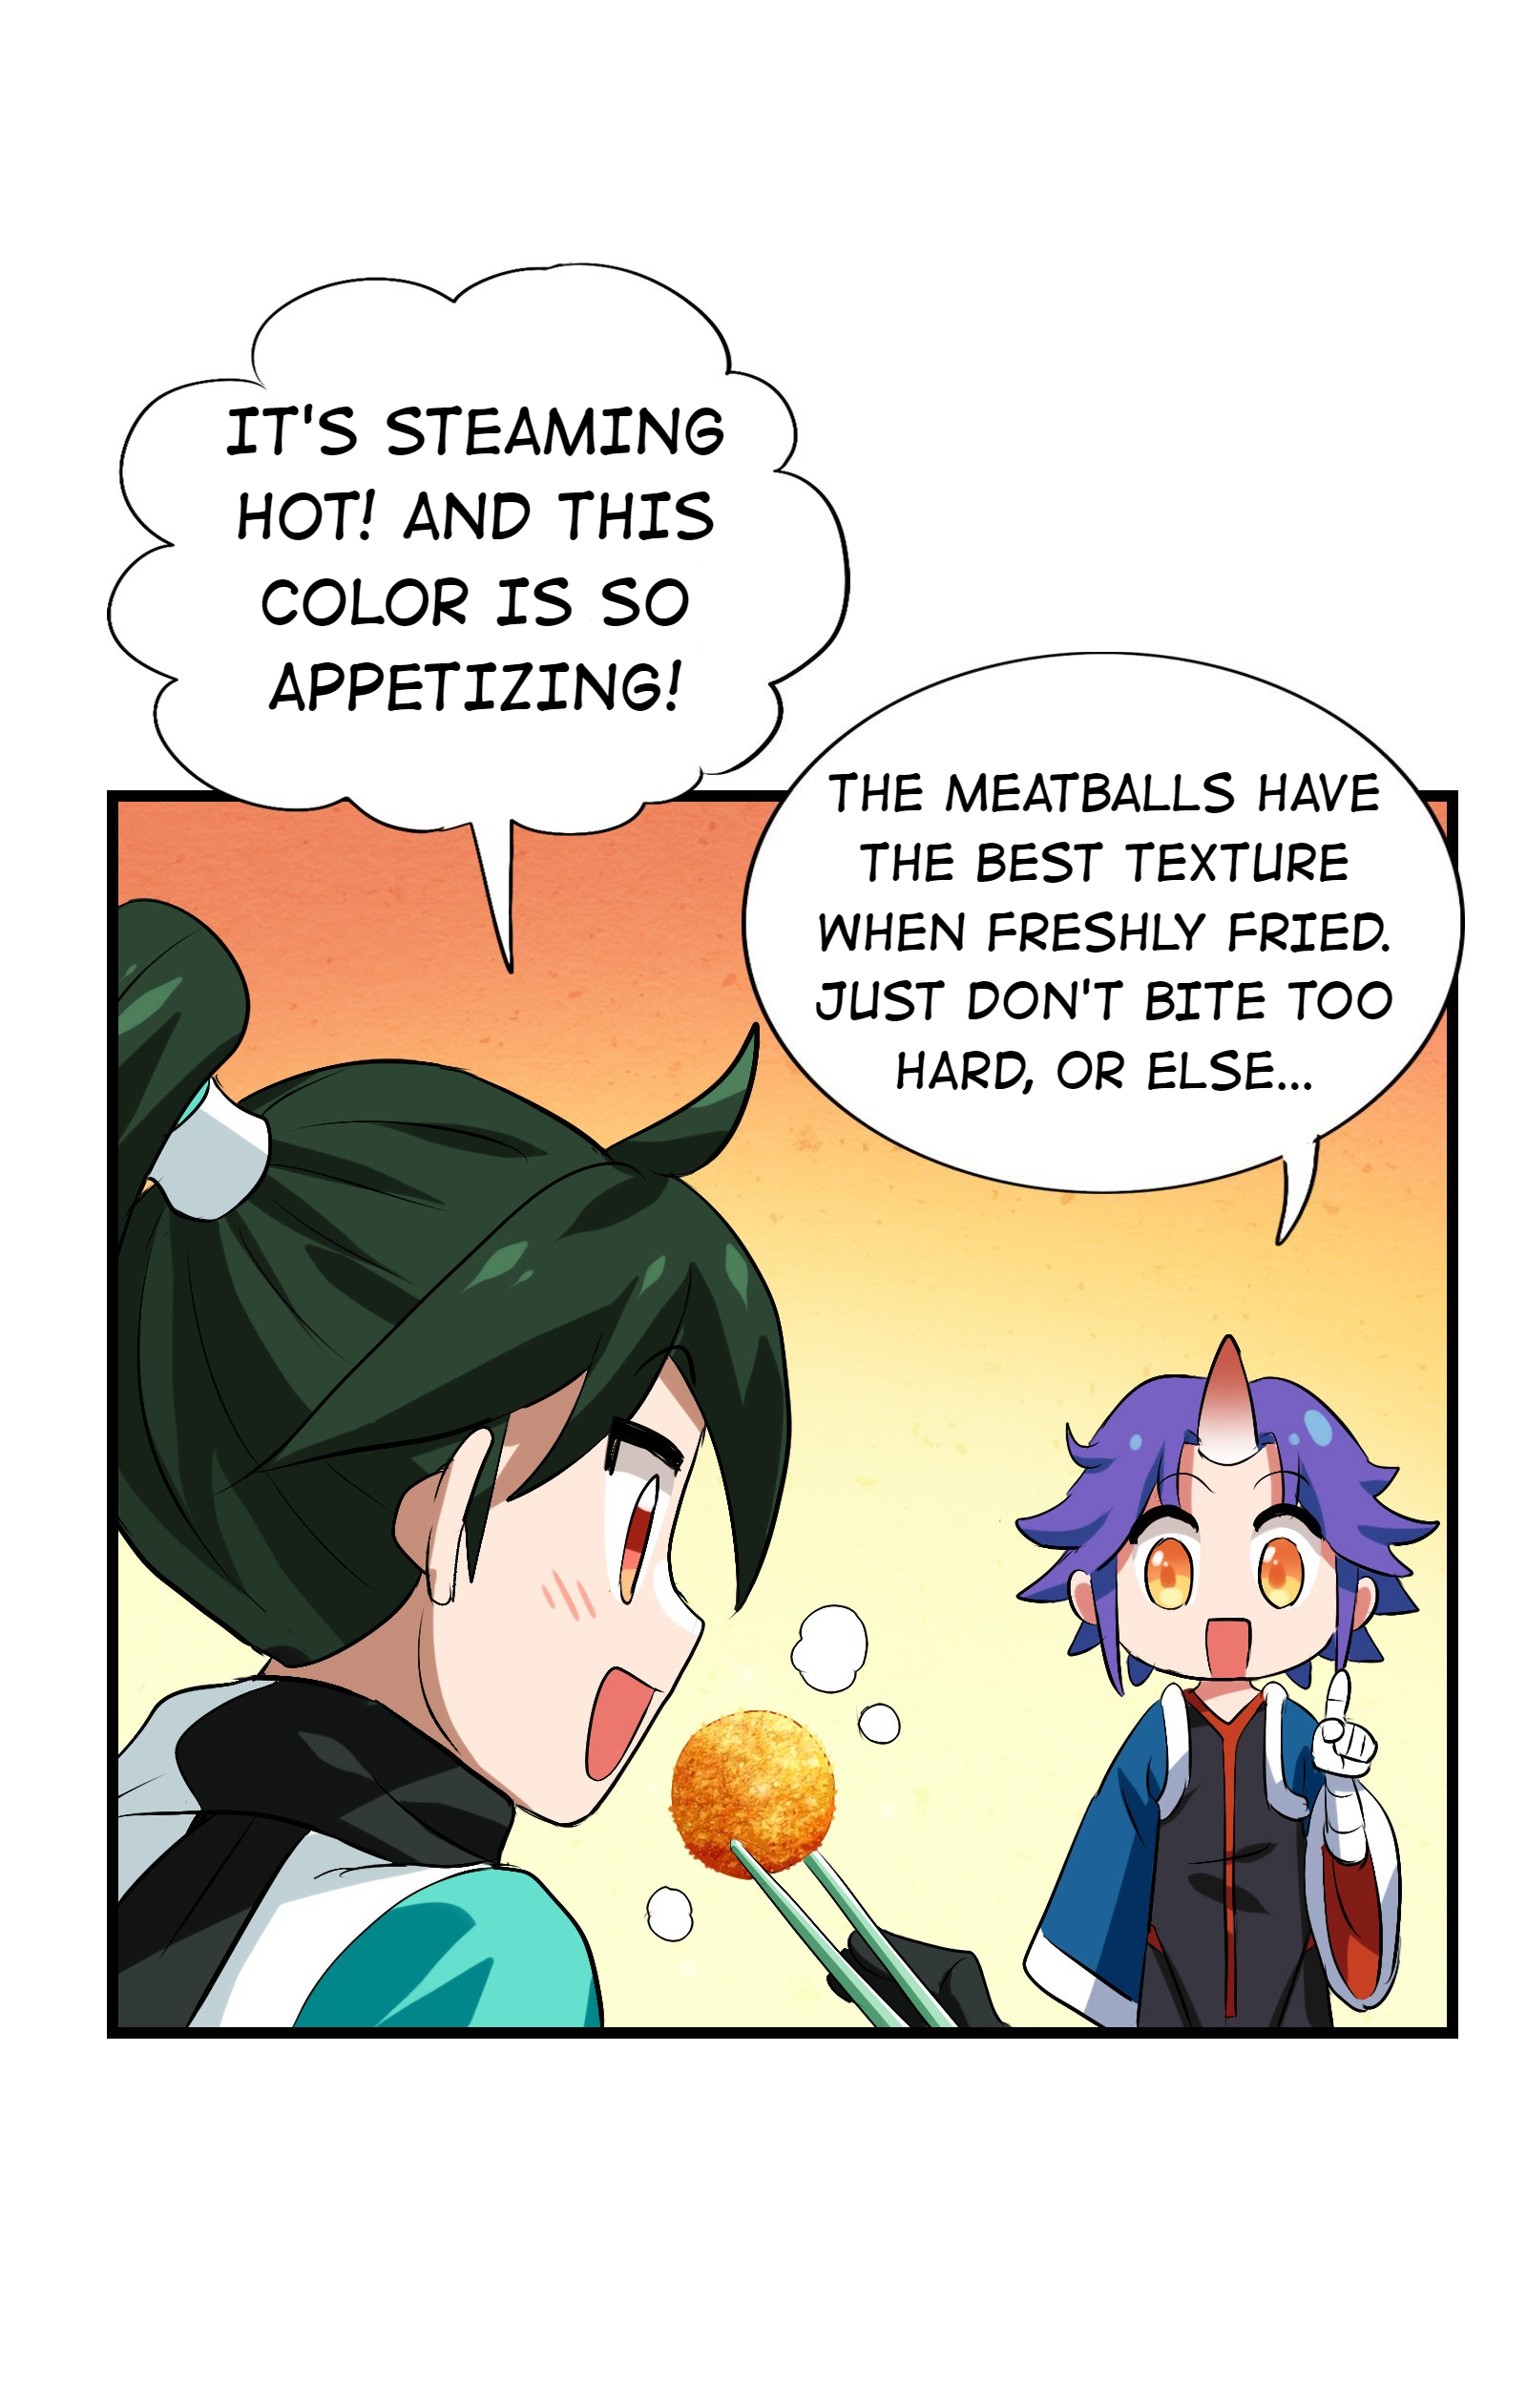 IT'S STEAMING
HOT! AND THIS
COLOR IS SO
APPETIZING!
THE MEATBALLS HAVE
THE BEST TEXTURE
WHEN FRESHLY FRIED.
JUST DON'T BITE TOO
HARD, OR ELSE...